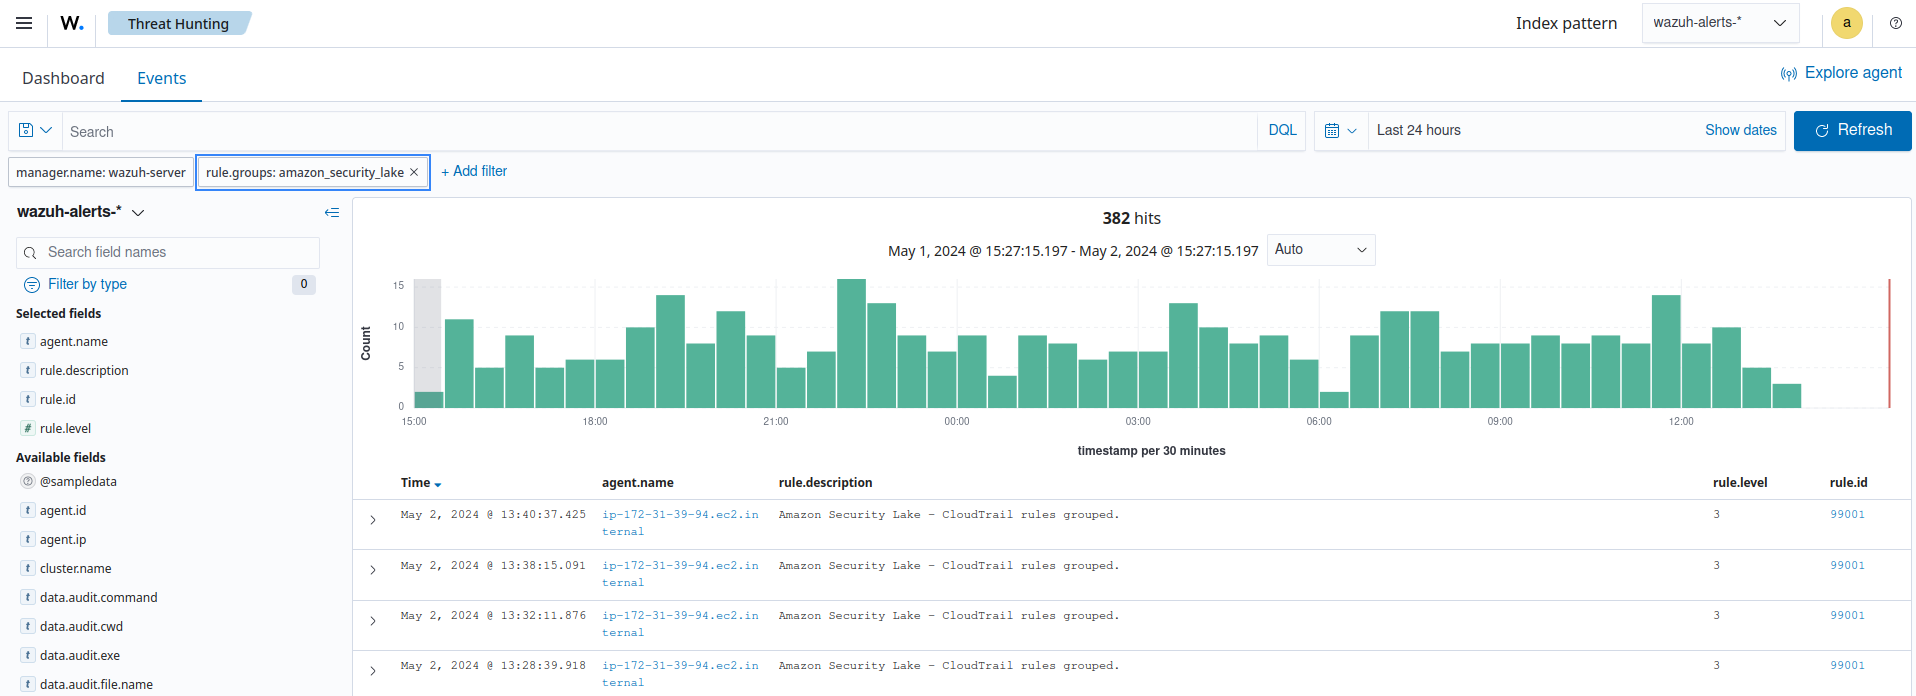 W. Threat Hunting Index pattern wazuh-alerts-* a
Dashboard Events Explore agent
Search DQL Last 24 hours Show dates Refresh
manager.name: wazuh-server rule.groups: amazon_security_lake × + Add filter
wazuh-alerts-*
Search field names
Filter by type 0
Selected fields
t agent.name
t rule.description
t rule.id
# rule.level
Available fields
@sampledata
t agent.id
t agent.ip
t cluster.name
t data.audit.command
t data.audit.cwd
t data.audit.exe
t data.audit.file.name
382 hits
May 1, 2024 @ 15:27:15.197 - May 2, 2024 @ 15:27:15.197 Auto
Count
15
10
5
0
15:00 18:00 21:00 00:00 03:00 06:00 09:00 12:00
timestamp per 30 minutes
Time agent.name rule.description rule.level rule.id
May 2, 2024 @ 13:40:37.425 ip-172-31-39-94.ec2.in Amazon Security Lake - CloudTrail rules grouped. 3 99001
ternal
May 2, 2024 @ 13:38:15.091 ip-172-31-39-94.ec2.in Amazon Security Lake - CloudTrail rules grouped. 3 99001
ternal
May 2, 2024 @ 13:32:11.876 ip-172-31-39-94.ec2.in Amazon Security Lake - CloudTrail rules grouped. 3 99001
ternal
May 2, 2024 @ 13:28:39.918 ip-172-31-39-94.ec2.in Amazon Security Lake - CloudTrail rules grouped. 3 99001
ternal